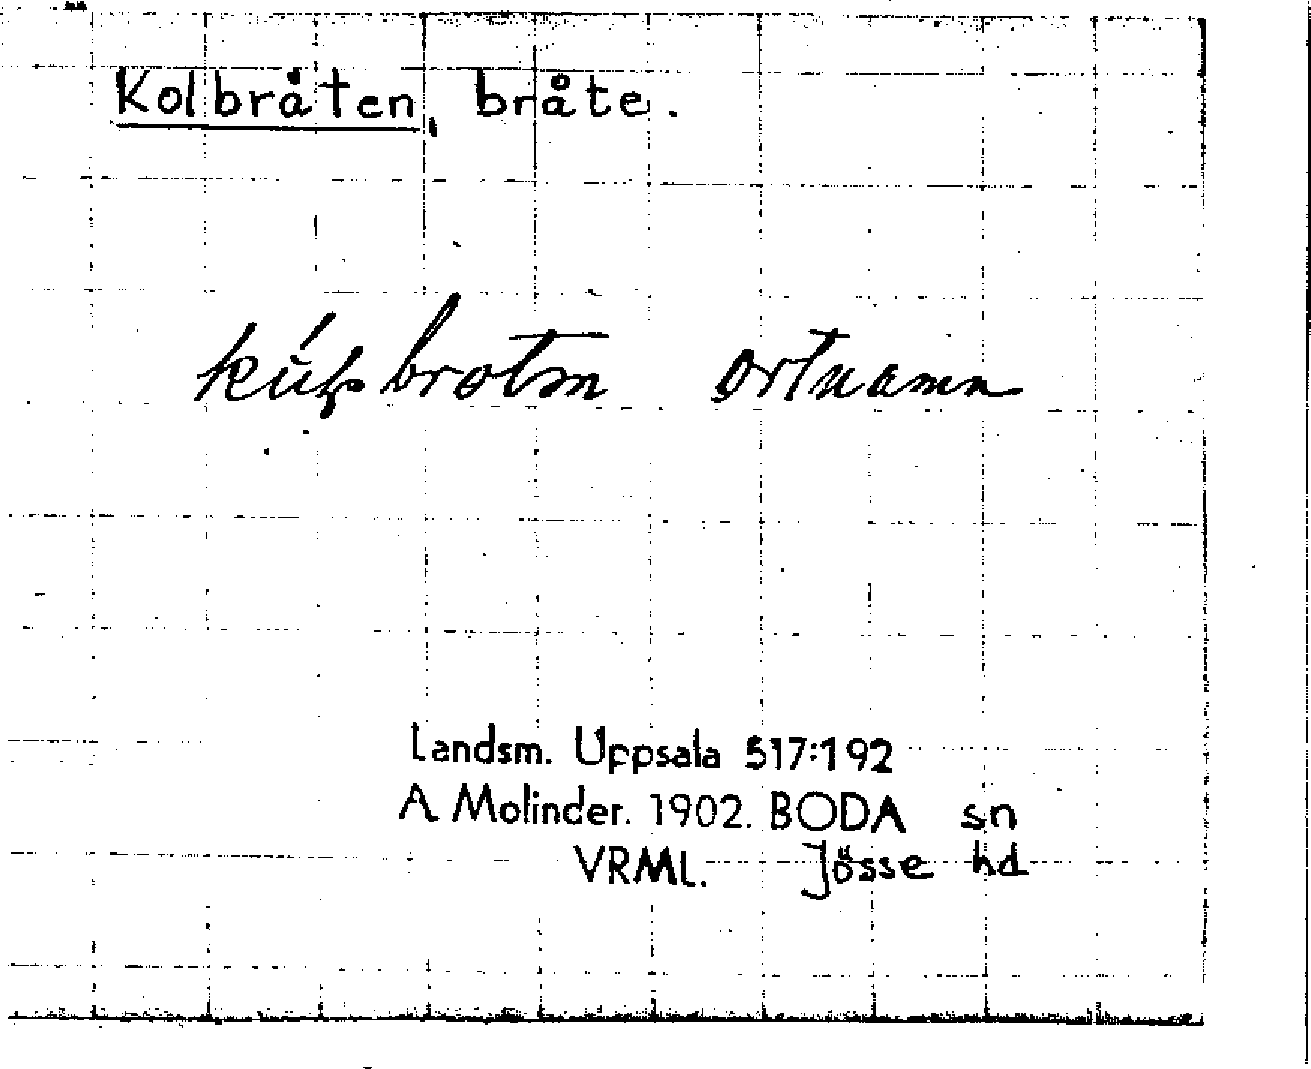 Kolbråten, bråte.
ortnamn
Landsm. Uppsala 517:192
A Molinder. 1902. BODA sn
VRML. Jösse hd